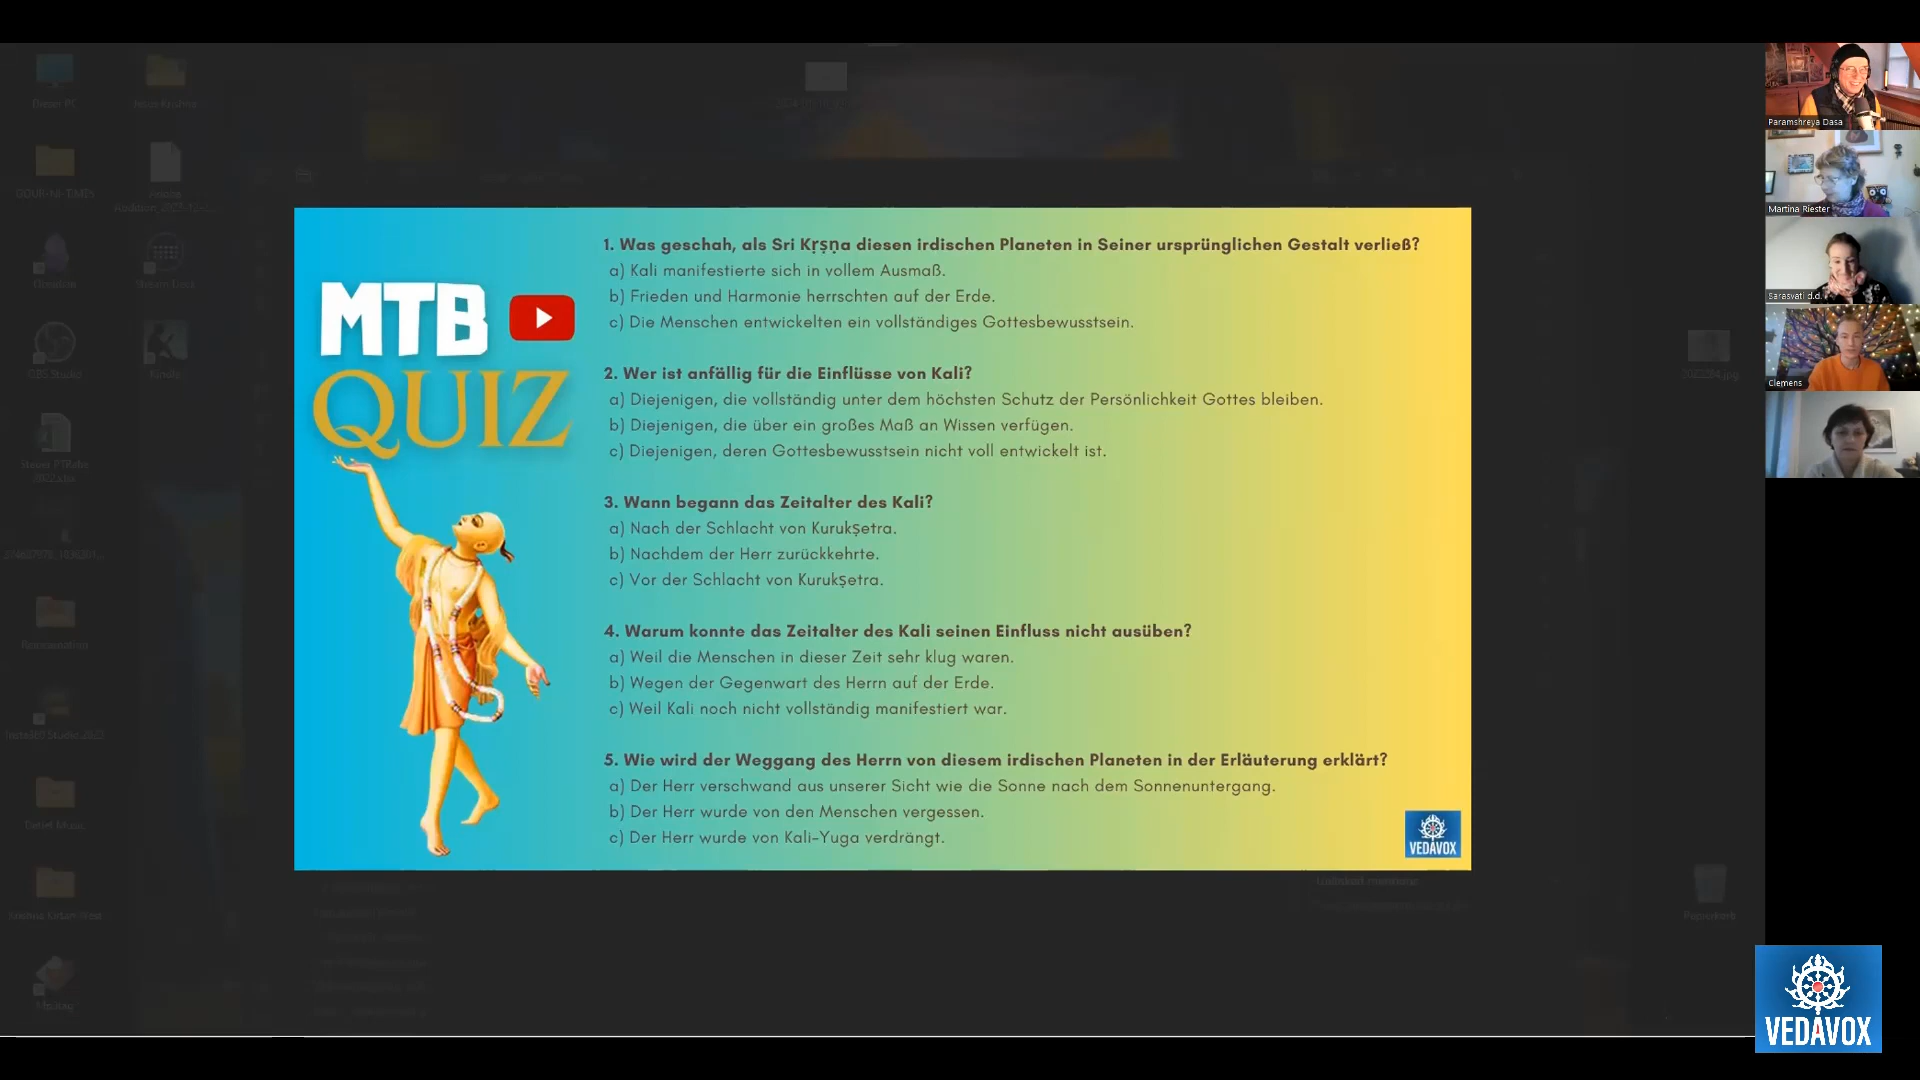 MTB
QUIZ
1. Was geschah, als Sri Kṛṣṇa diesen irdischen Planeten in Seiner ursprünglichen Gestalt verließ?
a) Kali manifestierte sich in vollem Ausmaß.
b) Frieden und Harmonie herrschten auf der Erde.
c) Die Menschen entwickelten ein vollständiges Gottesbewusstsein.
2. Wer ist anfällig für die Einflüsse von Kali?
a) Diejenigen, die vollständig unter dem höchsten Schutz der Persönlichkeit Gottes bleiben.
b) Diejenigen, die über ein großes Maß an Wissen verfügen.
c) Diejenigen, deren Gottesbewusstsein nicht voll entwickelt ist.
3. Wann begann das Zeitalter des Kali?
a) Nach der Schlacht von Kurukṣetra.
b) Nachdem der Herr zurückkehrte.
c) Vor der Schlacht von Kurukṣetra.
4. Warum konnte das Zeitalter des Kali seinen Einfluss nicht ausüben?
a) Weil die Menschen in dieser Zeit sehr klug waren.
b) Wegen der Gegenwart des Herrn auf der Erde.
c) Weil Kali noch nicht vollständig manifestiert war.
5. Wie wird der Weggang des Herrn von diesem irdischen Planeten in der Erläuterung erklärt?
a) Der Herr verschwand aus unserer Sicht wie die Sonne nach dem Sonnenuntergang.
b) Der Herr wurde von den Menschen vergessen.
c) Der Herr wurde von Kali-Yuga verdrängt.
VEDAVOX
Paramshreya Dasa
Martina Riester
Sarasvati d.d.
Clemens
VEDAVOX
Dieser PC
Hare Krishna
OBS Studio
Kindle
Papierkorb